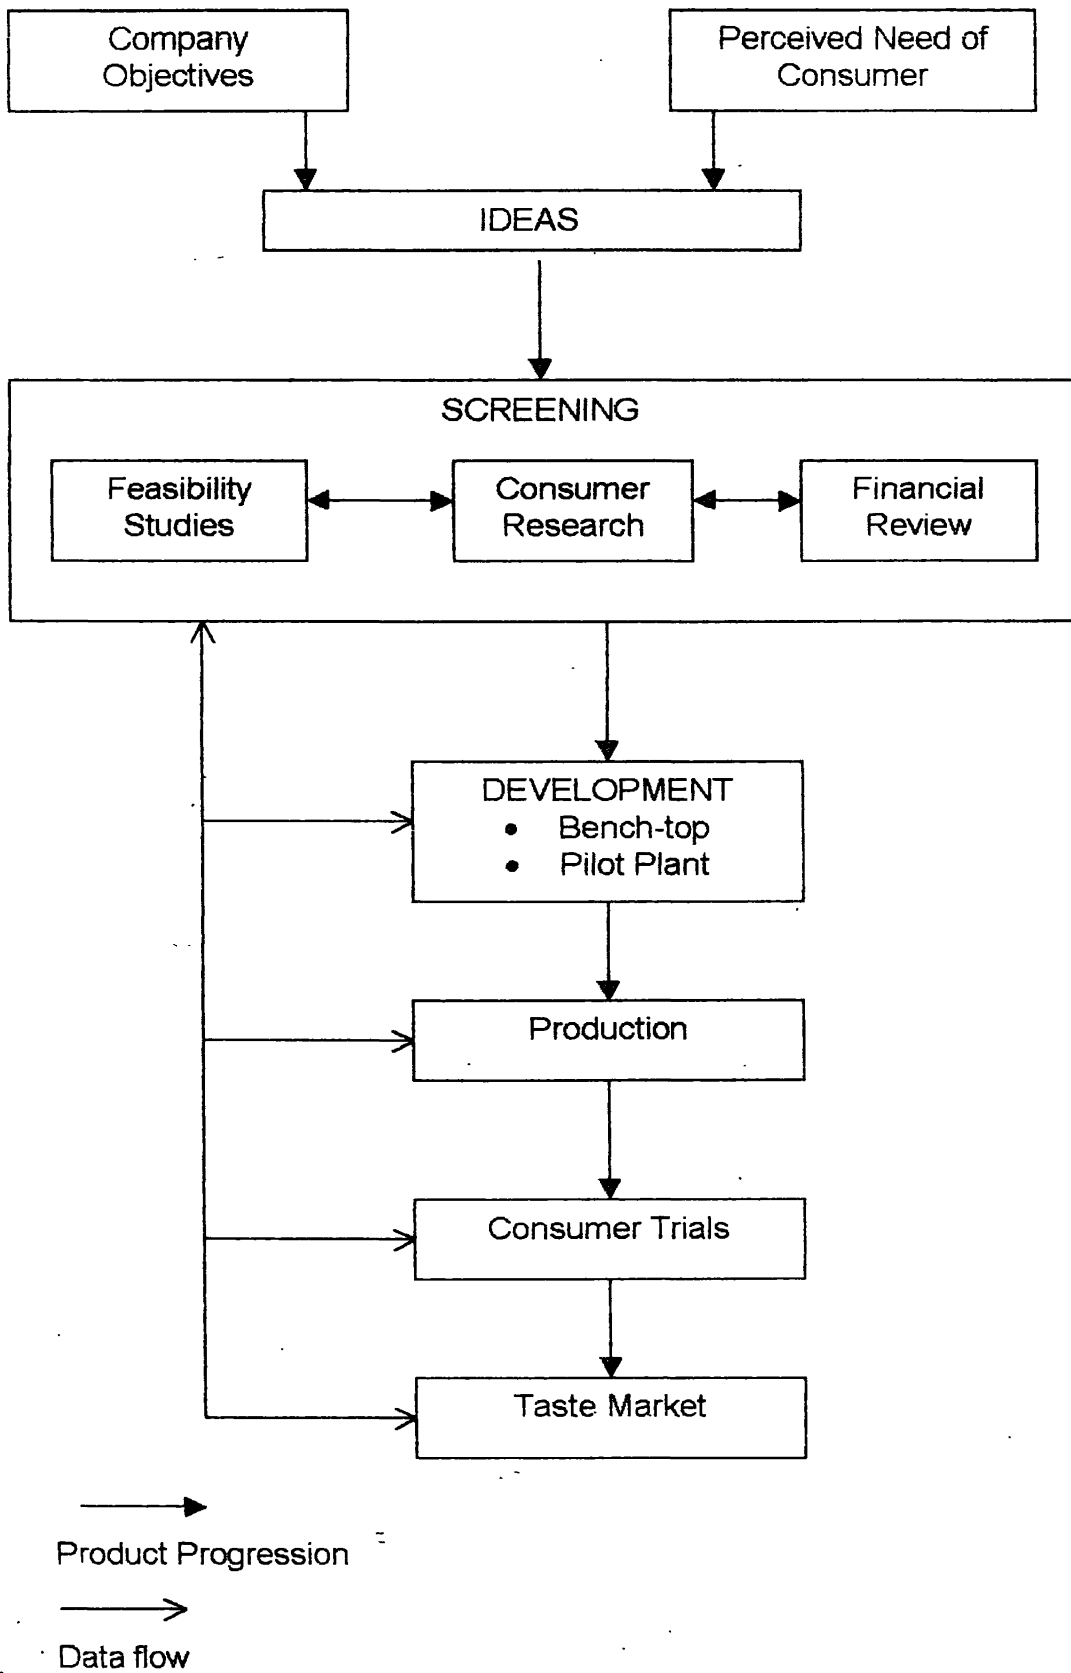 Company
Objectives
Perceived Need of
Consumer
IDEAS
SCREENING
Feasibility
Studies
Consumer
Research
Financial
Review
DEVELOPMENT
• Bench-top
• Pilot Plant
Production
Consumer Trials
Taste Market
Product Progression
Data flow